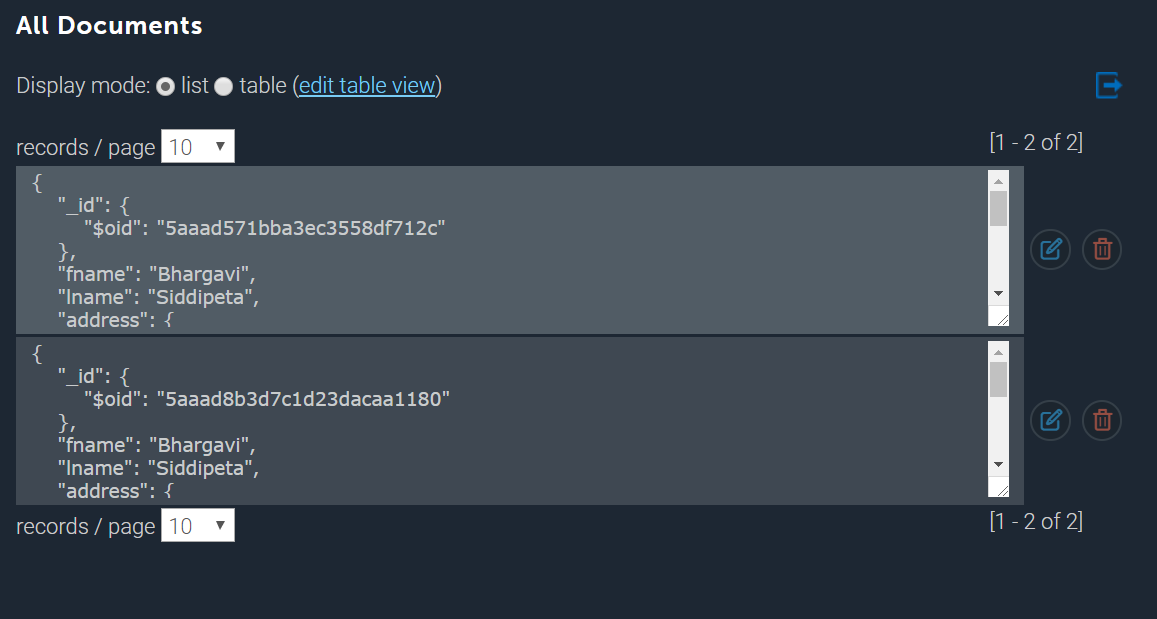 All Documents
Display mode: list table (edit table view)
records / page 10 [1 - 2 of 2]
{
"_id": {
"$oid": "5aaad571bba3ec3558df712c"
},
"fname": "Bhargavi",
"lname": "Siddipeta",
"address": {
{
"_id": {
"$oid": "5aaad8b3d7c1d23dacaa1180"
},
"fname": "Bhargavi",
"lname": "Siddipeta",
"address": {
records / page 10 [1 - 2 of 2]